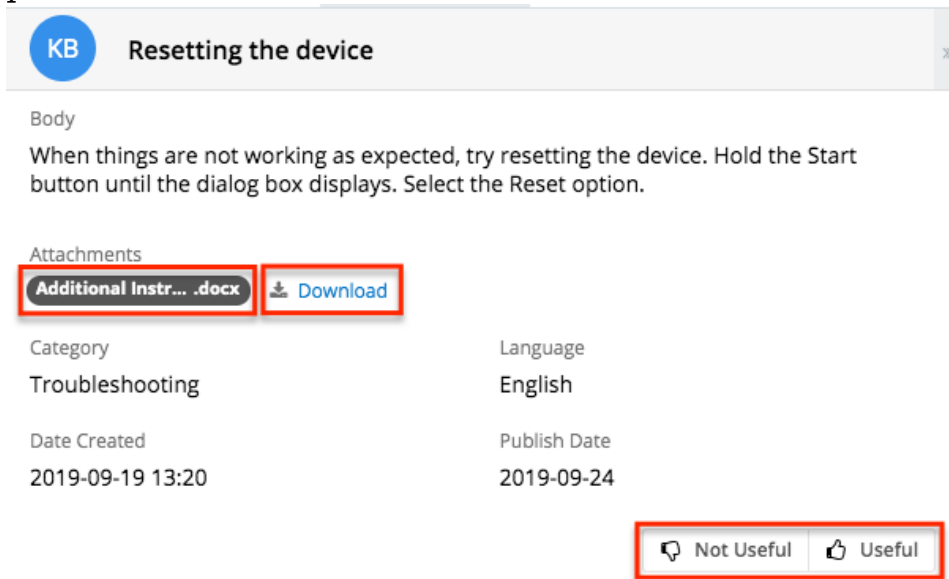 KB Resetting the device
Body
When things are not working as expected, try resetting the device. Hold the Start
button until the dialog box displays. Select the Reset option.
Attachments
Additional Instr... .docx Download
Category Language
Troubleshooting English
Date Created Publish Date
2019-09-19 13:20 2019-09-24
Not Useful Useful